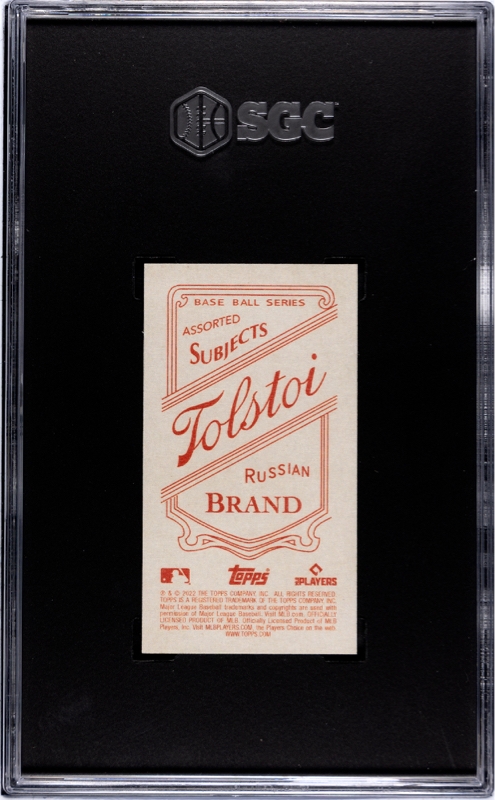 SGC
BASE BALL SERIES
ASSORTED
SUBJECTS
Tolstoi
RUSSIAN
BRAND
topps PLAYERS
® & © 2022 THE TOPPS COMPANY, INC. ALL RIGHTS RESERVED.
TOPPS IS A REGISTERED TRADEMARK OF THE TOPPS COMPANY, INC.
Major League Baseball trademarks and copyrights are used with
permission of Major League Baseball. Visit MLB.com. OFFICIALLY
LICENSED PRODUCT OF MLB. Officially Licensed Product of MLB
Players, Inc. Visit MLBPLAYERS.COM, the Players Choice on the web.
WWW.TOPPS.COM